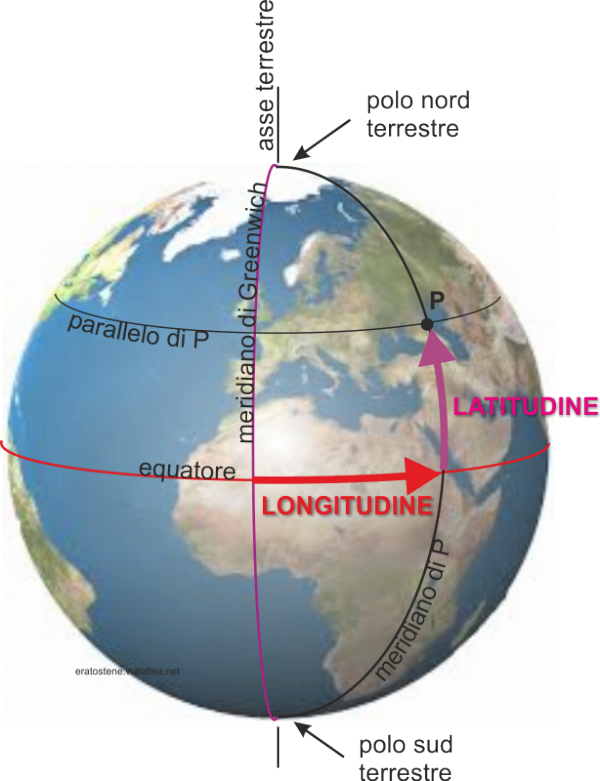 asse terrestre
polo nord
terrestre
meridiano di Greenwich
P
parallelo di P
LATITUDINE
equatore
LONGITUDINE
meridiano di P
eratostene.vialattea.net
polo sud
terrestre